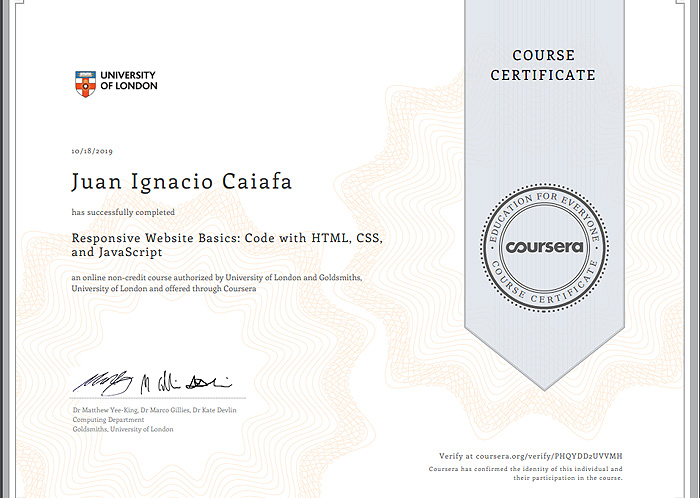 UNIVERSITY
OF LONDON
COURSE
CERTIFICATE
10/18/2019
Juan Ignacio Caiafa
has successfully completed
Responsive Website Basics: Code with HTML, CSS,
and JavaScript
an online non-credit course authorized by University of London and Goldsmiths,
University of London and offered through Coursera
EDUCATION FOR EVERYONE
coursera
COURSE CERTIFICATE
Dr Matthew Yee-King, Dr Marco Gillies, Dr Kate Devlin
Computing Department
Goldsmiths, University of London
Verify at coursera.org/verify/PHQYDD2UVVMH
Coursera has confirmed the identity of this individual and
their participation in the course.